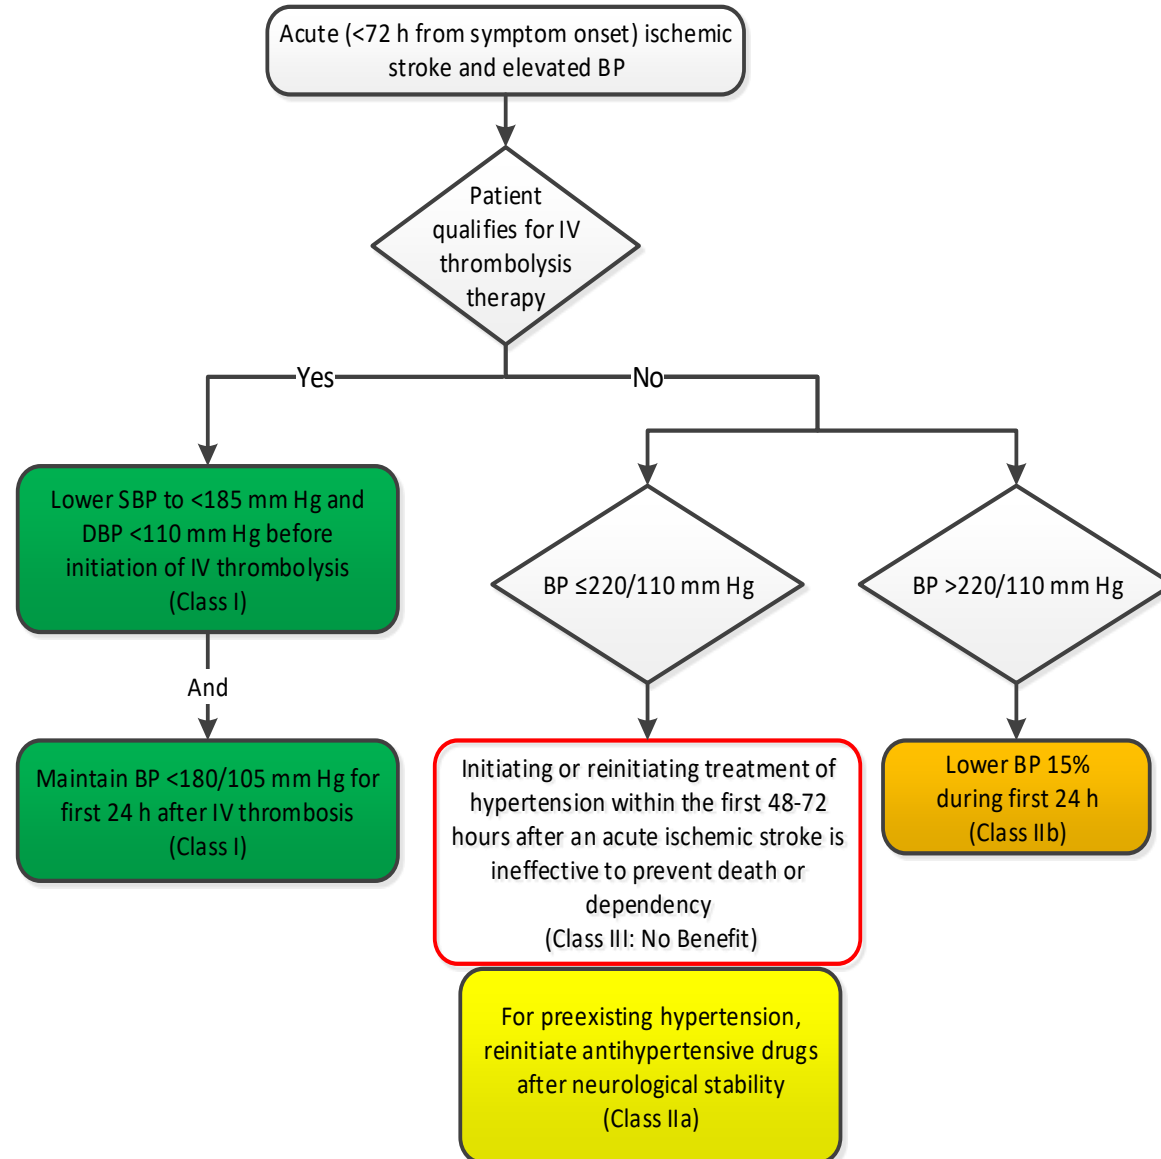 Acute (<72 h from symptom onset) ischemic
stroke and elevated BP
Patient
qualifies for IV
thrombolysis
therapy
Yes
No
Lower SBP to <185 mm Hg and
DBP <110 mm Hg before
initiation of IV thrombolysis
(Class I)
And
Maintain BP <180/105 mm Hg for
first 24 h after IV thrombosis
(Class I)
BP ≤220/110 mm Hg
BP >220/110 mm Hg
Initiating or reinitiating treatment of
hypertension within the first 48-72
hours after an acute ischemic stroke is
ineffective to prevent death or
dependency
(Class III: No Benefit)
Lower BP 15%
during first 24 h
(Class IIb)
For preexisting hypertension,
reinitiate antihypertensive drugs
after neurological stability
(Class IIa)